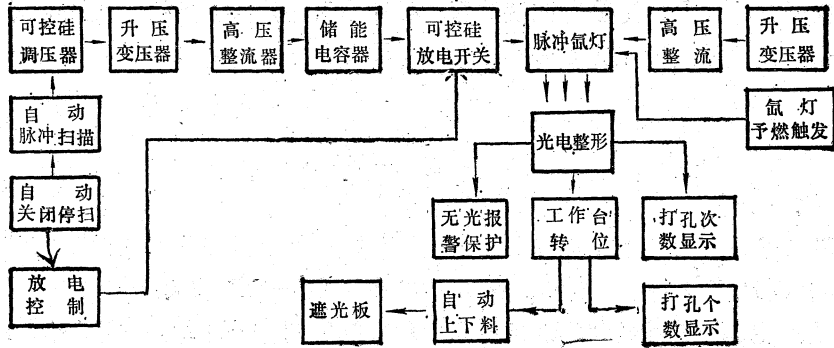 可控硅
调压器
升压
变压器
高压
整流器
储能
电容器
可控硅
放电开关
脉冲氙灯
高压
整流
升压
变压器
自动
脉冲扫描
氙灯
予燃触发
光电整形
自动
关闭停扫
无光报
警保护
工作台
转位
打孔次
数显示
放电
控制
遮光板
自动
上下料
打孔个
数显示